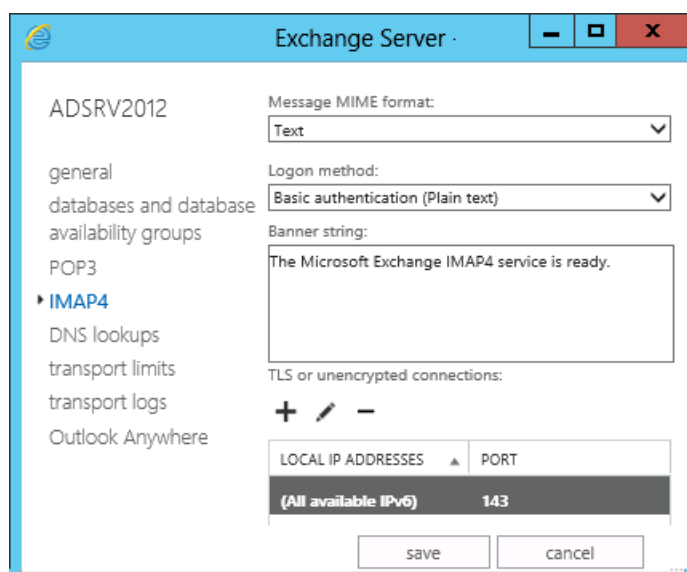 Exchange Server ·
ADSRV2012
general
databases and database
availability groups
POP3
IMAP4
DNS lookups
transport limits
transport logs
Outlook Anywhere
Message MIME format:
Text
Logon method:
Basic authentication (Plain text)
Banner string:
The Microsoft Exchange IMAP4 service is ready.
TLS or unencrypted connections:
LOCAL IP ADDRESSES PORT
(All available IPv6) 143
save cancel